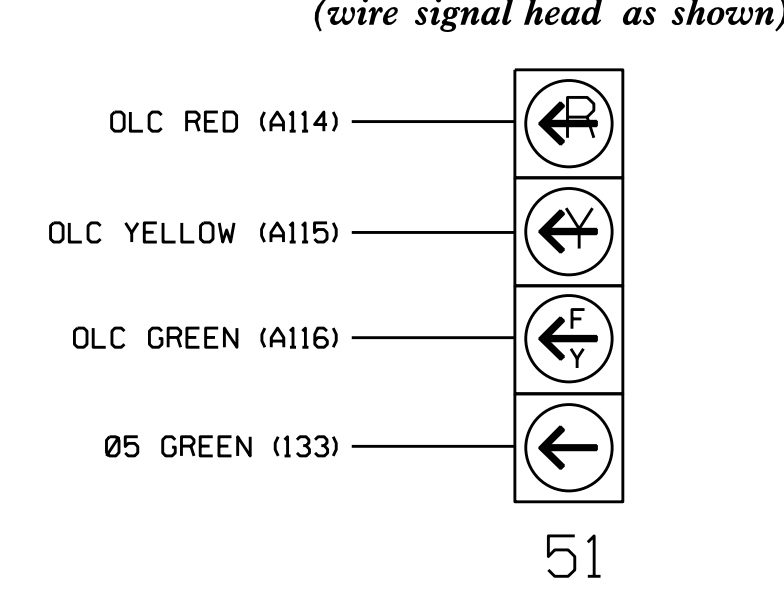 (wire signal head as shown)
OLC RED (A114)
R
OLC YELLOW (A115)
Y
OLC GREEN (A116)
F
Y
Ø5 GREEN (133)
51